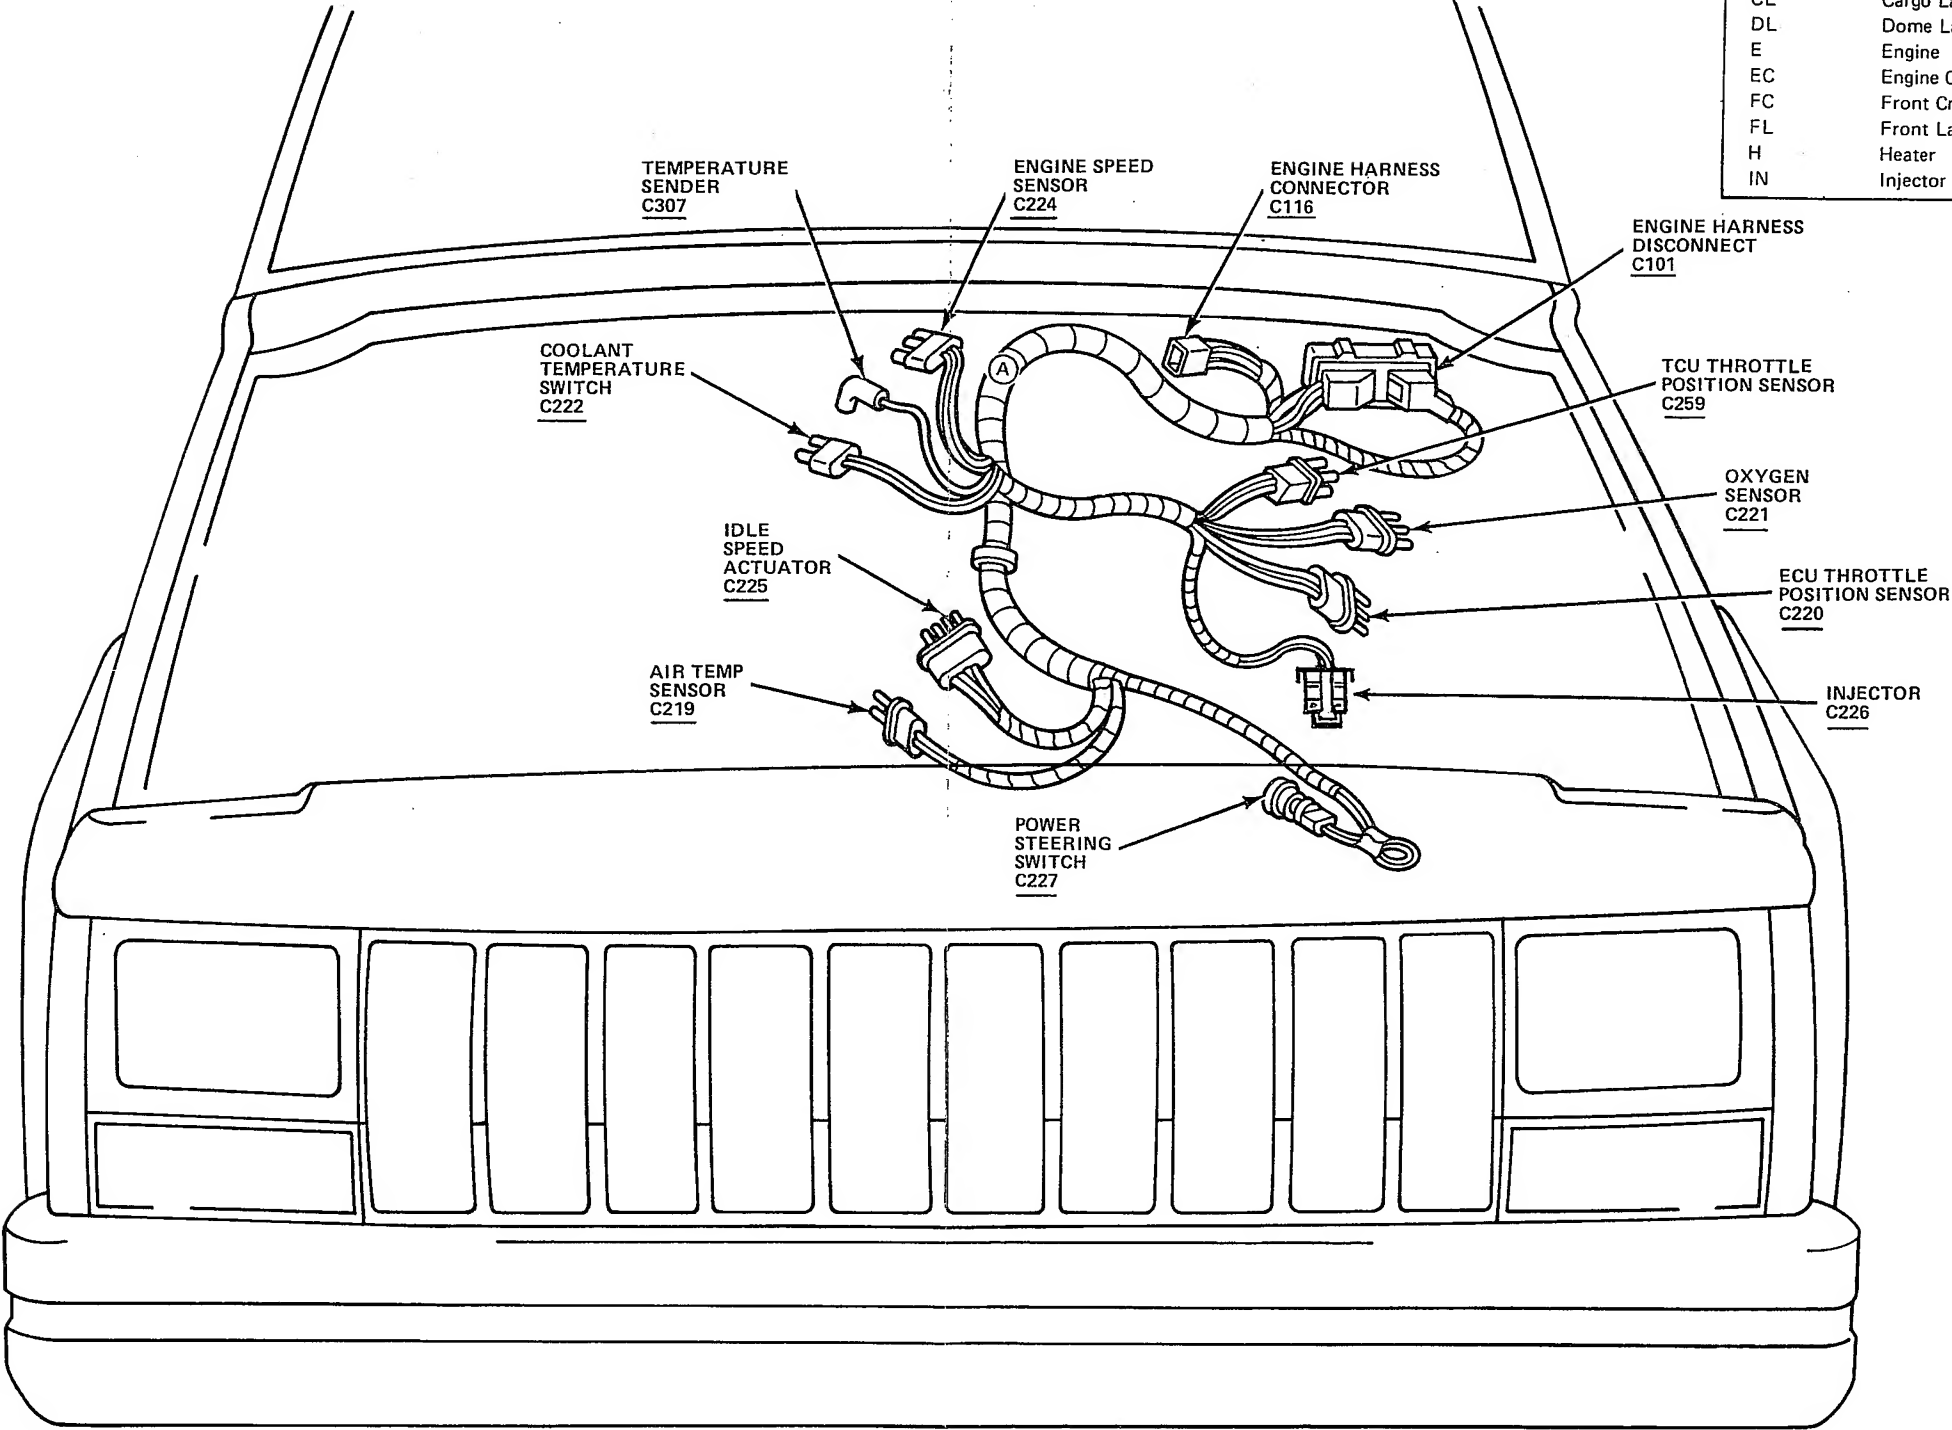 DL
E Engine
EC Engine
FC Front
FL Front
H Heater
IN Injector
TEMPERATURE
SENDER
C307
ENGINE SPEED
SENSOR
C224
ENGINE HARNESS
CONNECTOR
C116
ENGINE HARNESS
DISCONNECT
C101
COOLANT
TEMPERATURE
SWITCH
C222
A
TCU THROTTLE
POSITION SENSOR
C259
OXYGEN
SENSOR
C221
IDLE
SPEED
ACTUATOR
C225
ECU THROTTLE
POSITION SENSOR
C220
AIR TEMP
SENSOR
C219
INJECTOR
C226
POWER
STEERING
SWITCH
C227